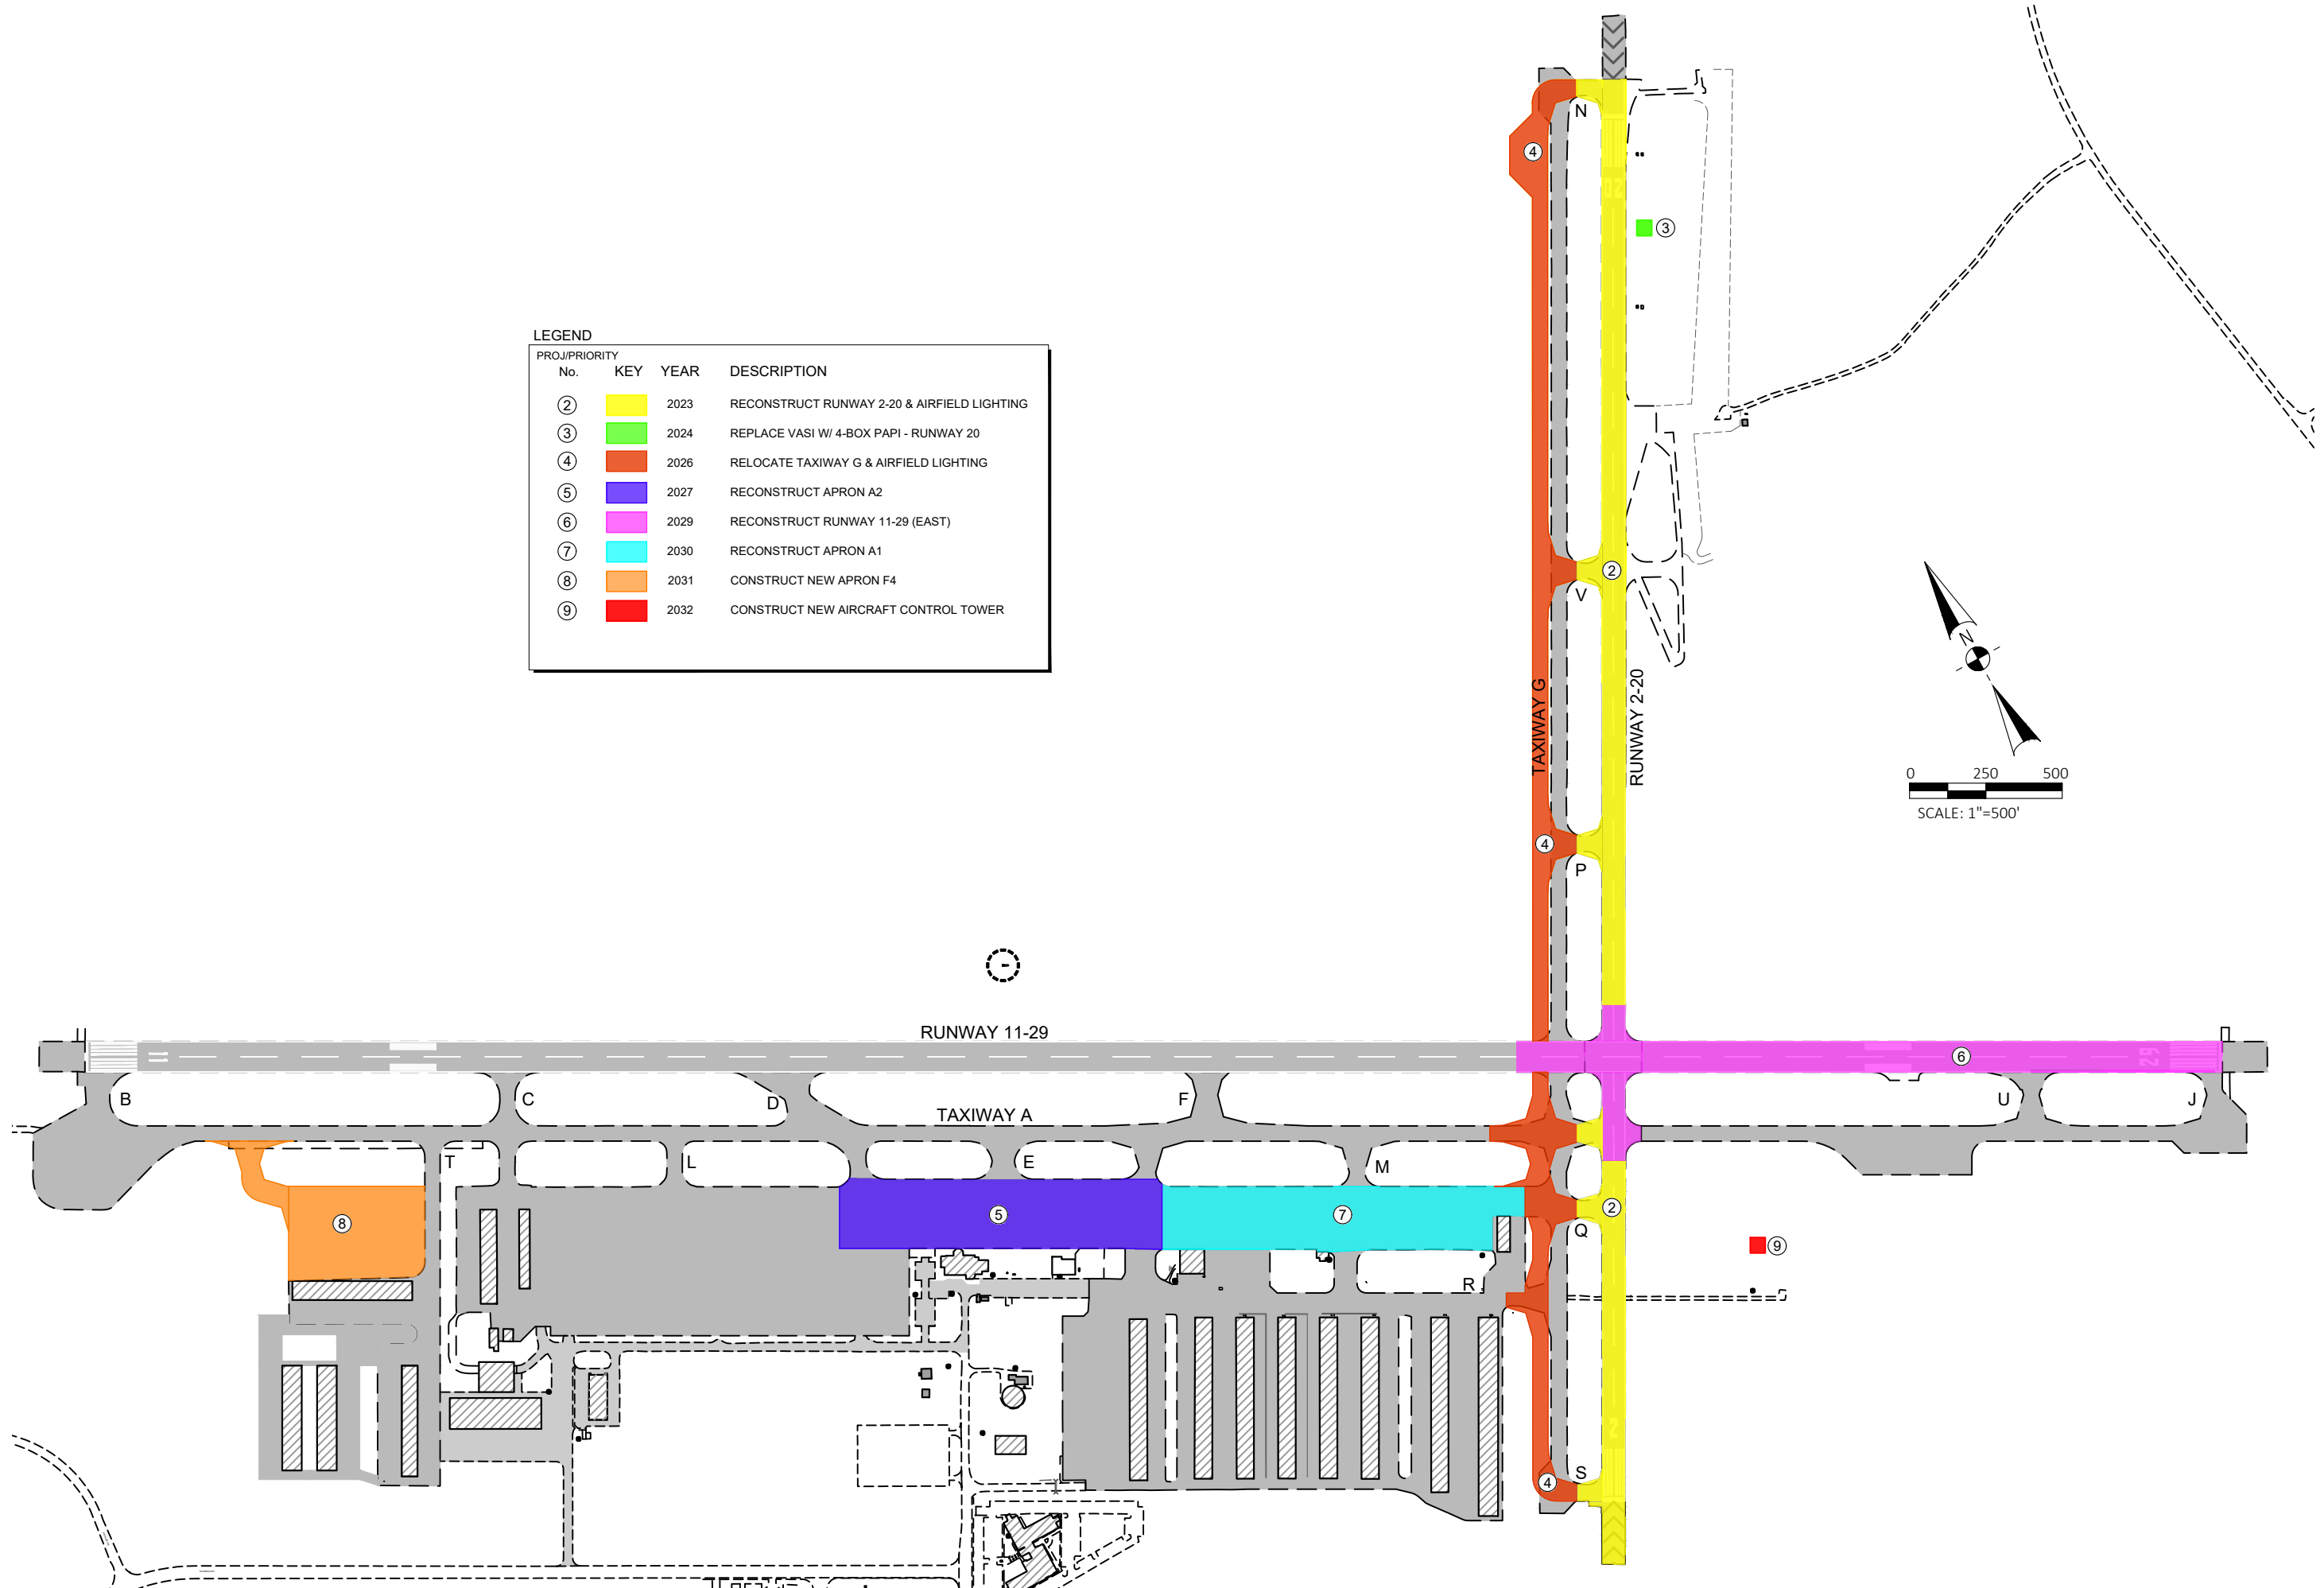 N
4
20
3
LEGEND
PROJ/PRIORITY
No. KEY YEAR DESCRIPTION
2 2023 RECONSTRUCT RUNWAY 2-20 & AIRFIELD LIGHTING
3 2024 REPLACE VASI W/ 4-BOX PAPI - RUNWAY 20
4 2026 RELOCATE TAXIWAY G & AIRFIELD LIGHTING
5 2027 RECONSTRUCT APRON A2
6 2029 RECONSTRUCT RUNWAY 11-29 (EAST)
7 2030 RECONSTRUCT APRON A1
8 2031 CONSTRUCT NEW APRON F4
9 2032 CONSTRUCT NEW AIRCRAFT CONTROL TOWER
2
V
N
TAXIWAY G
RUNWAY 2-20
0 250 500
SCALE: 1"=500'
4
P
RUNWAY 11-29
11
6
29
B
C
D
TAXIWAY A
F
U
J
T
L
E
M
8
5
7
2
Q
9
R
2
S
4